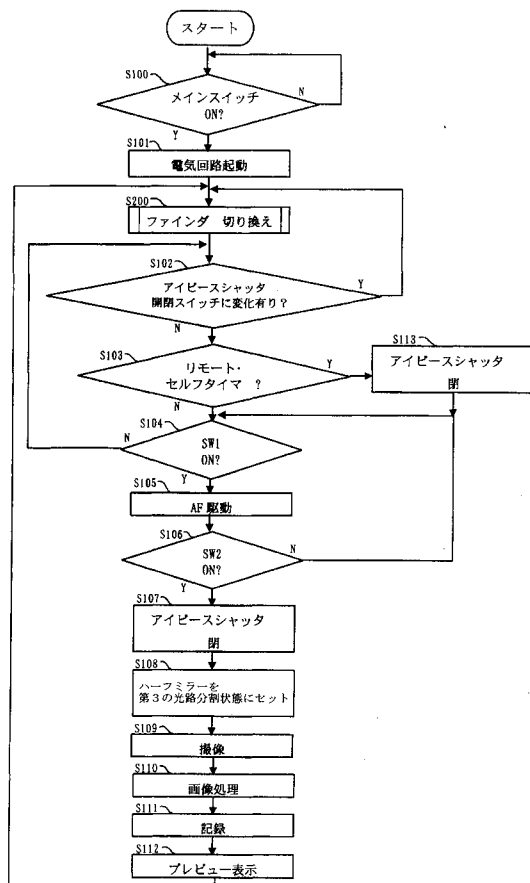 スタート
S100
メインスイッチ
ON?
N
Y
S101
電気回路起動
S200
ファインダ 切り換え
S102
アイピースシャッタ
開閉スイッチに変化有り?
Y
N
S103
リモート・
セルフタイマ ?
Y
N
S113
アイピースシャッタ
閉
S104
SW1
ON?
N
Y
S105
AF駆動
S106
SW2
ON?
N
Y
S107
アイピースシャッタ
閉
S108
ハーフミラーを
第3の光路分割状態にセット
S109
撮像
S110
画像処理
S111
記録
S112
プレビュー表示